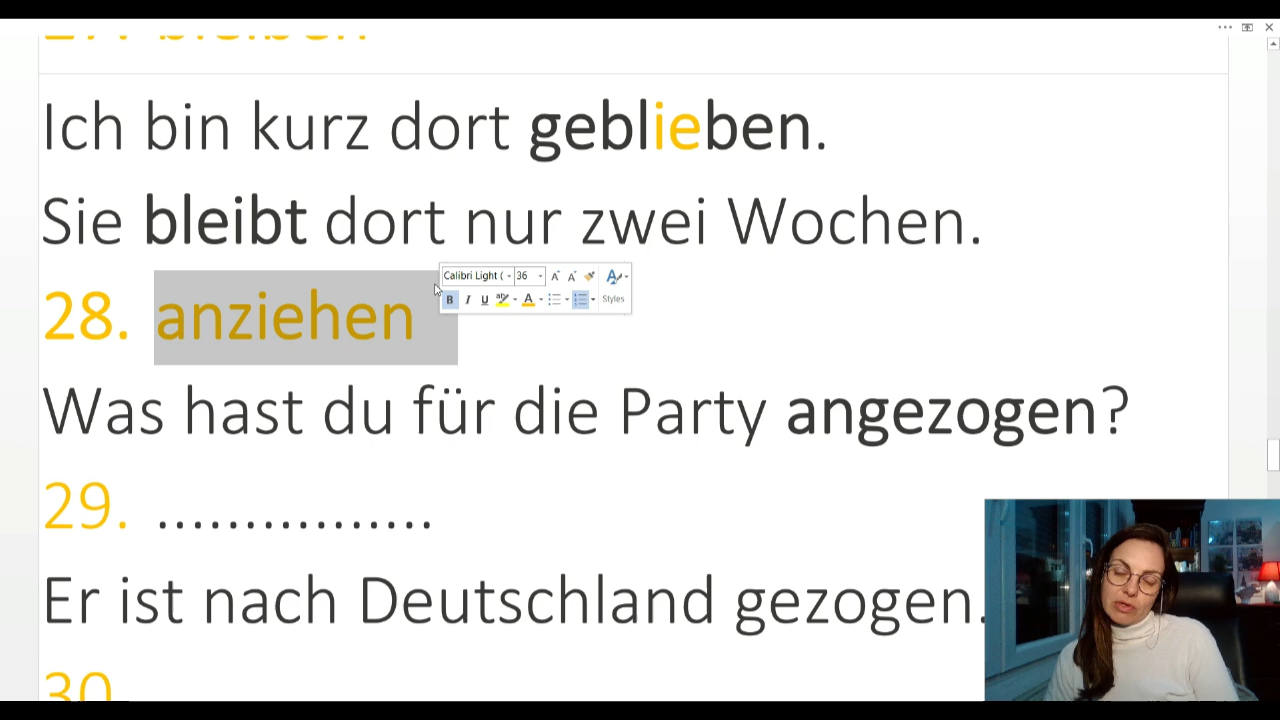 Ich bin kurz dort geblieben.
Sie bleibt dort nur zwei Wochen.
Calibri Light ( 36
B I U Styles
28. anziehen
Was hast du für die Party angezogen?
29. ................
Er ist nach Deutschland gezogen.
30